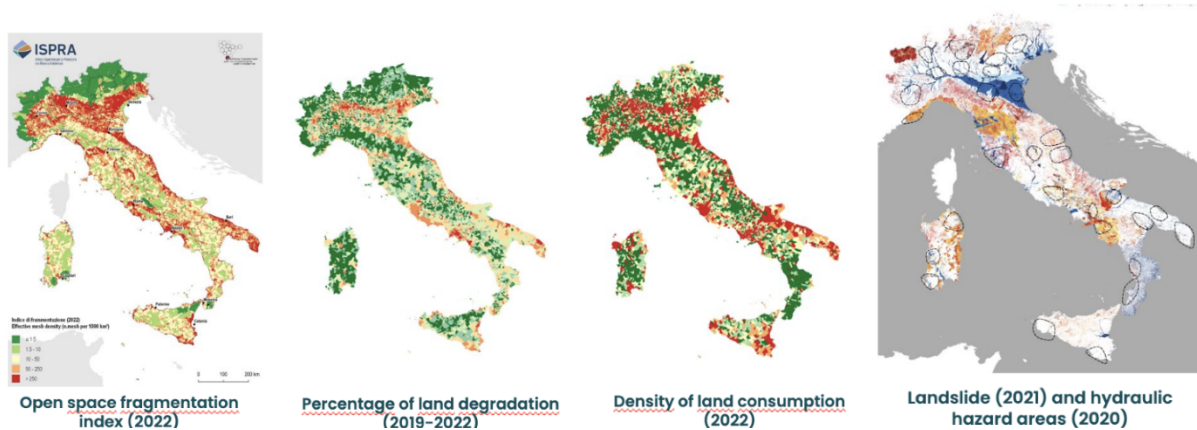 ISPRA
Venezia
Bari
Palermo
Catania
Indice di frammentazione (2022)
Effective mesh density (n.mesh per 1000 km²)
1.5 - 10
10 - 50
50 - 250
> 250
0 100 200 km
Open space fragmentation
index (2022)
Percentage of land degradation
(2019-2022)
Density of land consumption
(2022)
Landslide (2021) and hydraulic
hazard areas (2020)